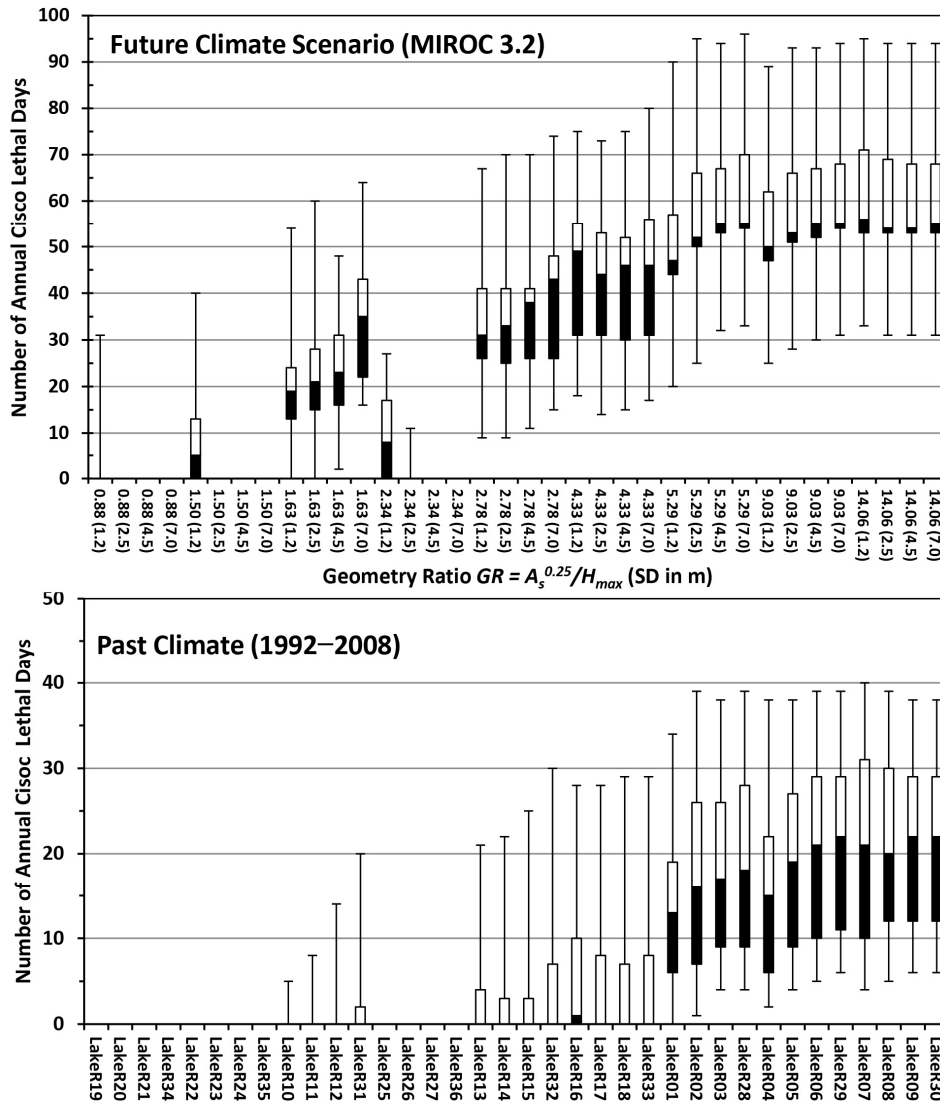 100
90
80
70
60
50
40
30
20
10
0
Number of Annual Cisco Lethal Days
Future Climate Scenario (MIROC 3.2)
0.88 (1.2)
0.88 (2.5)
0.88 (4.5)
0.88 (7.0)
1.50 (1.2)
1.50 (2.5)
1.50 (4.5)
1.50 (7.0)
1.63 (1.2)
1.63 (2.5)
1.63 (4.5)
1.63 (7.0)
2.34 (1.2)
2.34 (2.5)
2.34 (4.5)
2.34 (7.0)
2.78 (1.2)
2.78 (2.5)
2.78 (4.5)
2.78 (7.0)
4.33 (1.2)
4.33 (2.5)
4.33 (4.5)
4.33 (7.0)
5.29 (1.2)
5.29 (2.5)
5.29 (4.5)
5.29 (7.0)
9.03 (1.2)
9.03 (2.5)
9.03 (4.5)
9.03 (7.0)
14.06 (1.2)
14.06 (2.5)
14.06 (4.5)
14.06 (7.0)
Geometry Ratio GR = A_s^0.25/H_max (SD in m)
50
40
30
20
10
0
Number of Annual Cisoc Lethal Days
Past Climate (1992–2008)
LakeR19
LakeR20
LakeR21
LakeR34
LakeR22
LakeR23
LakeR24
LakeR35
LakeR10
LakeR11
LakeR12
LakeR31
LakeR25
LakeR26
LakeR27
LakeR36
LakeR13
LakeR14
LakeR15
LakeR32
LakeR16
LakeR17
LakeR18
LakeR33
LakeR01
LakeR02
LakeR03
LakeR28
LakeR04
LakeR05
LakeR06
LakeR29
LakeR07
LakeR08
LakeR09
LakeR30